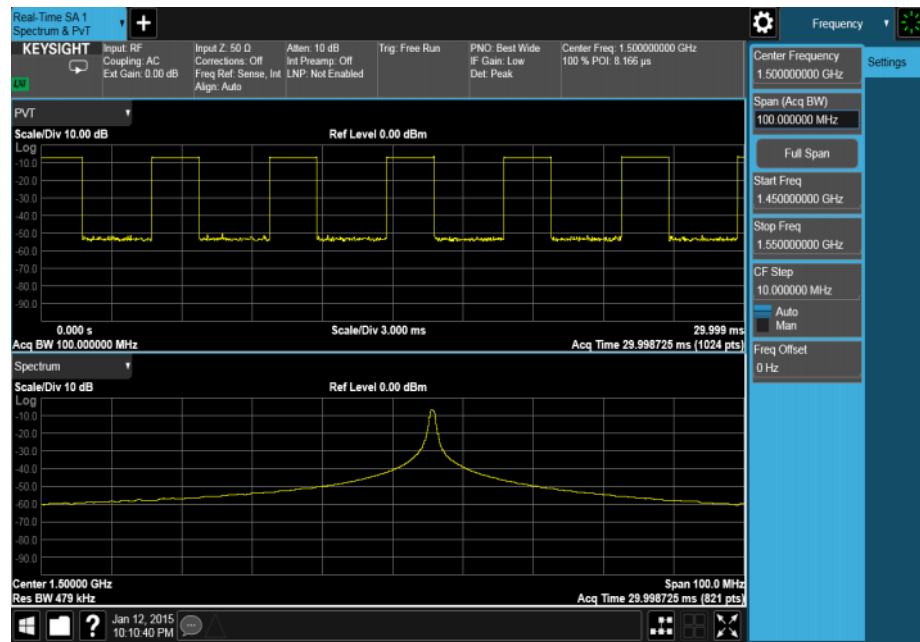 Real-Time SA 1
Spectrum & PvT
Frequency
KEYSIGHT
LXI
Input: RF
Coupling: AC
Ext Gain: 0.00 dB
Input Z: 50 Ω
Corrections: Off
Freq Ref: Sense, Int
Align: Auto
Atten: 10 dB
Int Preamp: Off
LNP: Not Enabled
Trig: Free Run
PNO: Best Wide
IF Gain: Low
Det: Peak
Center Freq: 1.500000000 GHz
100 % POI: 8.166 µs
PVT
Scale/Div 10.00 dB
Ref Level 0.00 dBm
Log
-10.0
-20.0
-30.0
-40.0
-50.0
-60.0
-70.0
-80.0
-90.0
0.000 s
Scale/Div 3.000 ms
29.999 ms
Acq BW 100.000000 MHz
Acq Time 29.998725 ms (1024 pts)
Spectrum
Scale/Div 10 dB
Ref Level 0.00 dBm
Log
-10.0
-20.0
-30.0
-40.0
-50.0
-60.0
-70.0
-80.0
-90.0
Center 1.50000 GHz
Span 100.0 MHz
Res BW 479 kHz
Acq Time 29.998725 ms (821 pts)
Jan 12, 2015
10:10:40 PM
Settings
Center Frequency
1.500000000 GHz
Span (Acq BW)
100.000000 MHz
Full Span
Start Freq
1.450000000 GHz
Stop Freq
1.550000000 GHz
CF Step
10.000000 MHz
Auto
Man
Freq Offset
0 Hz